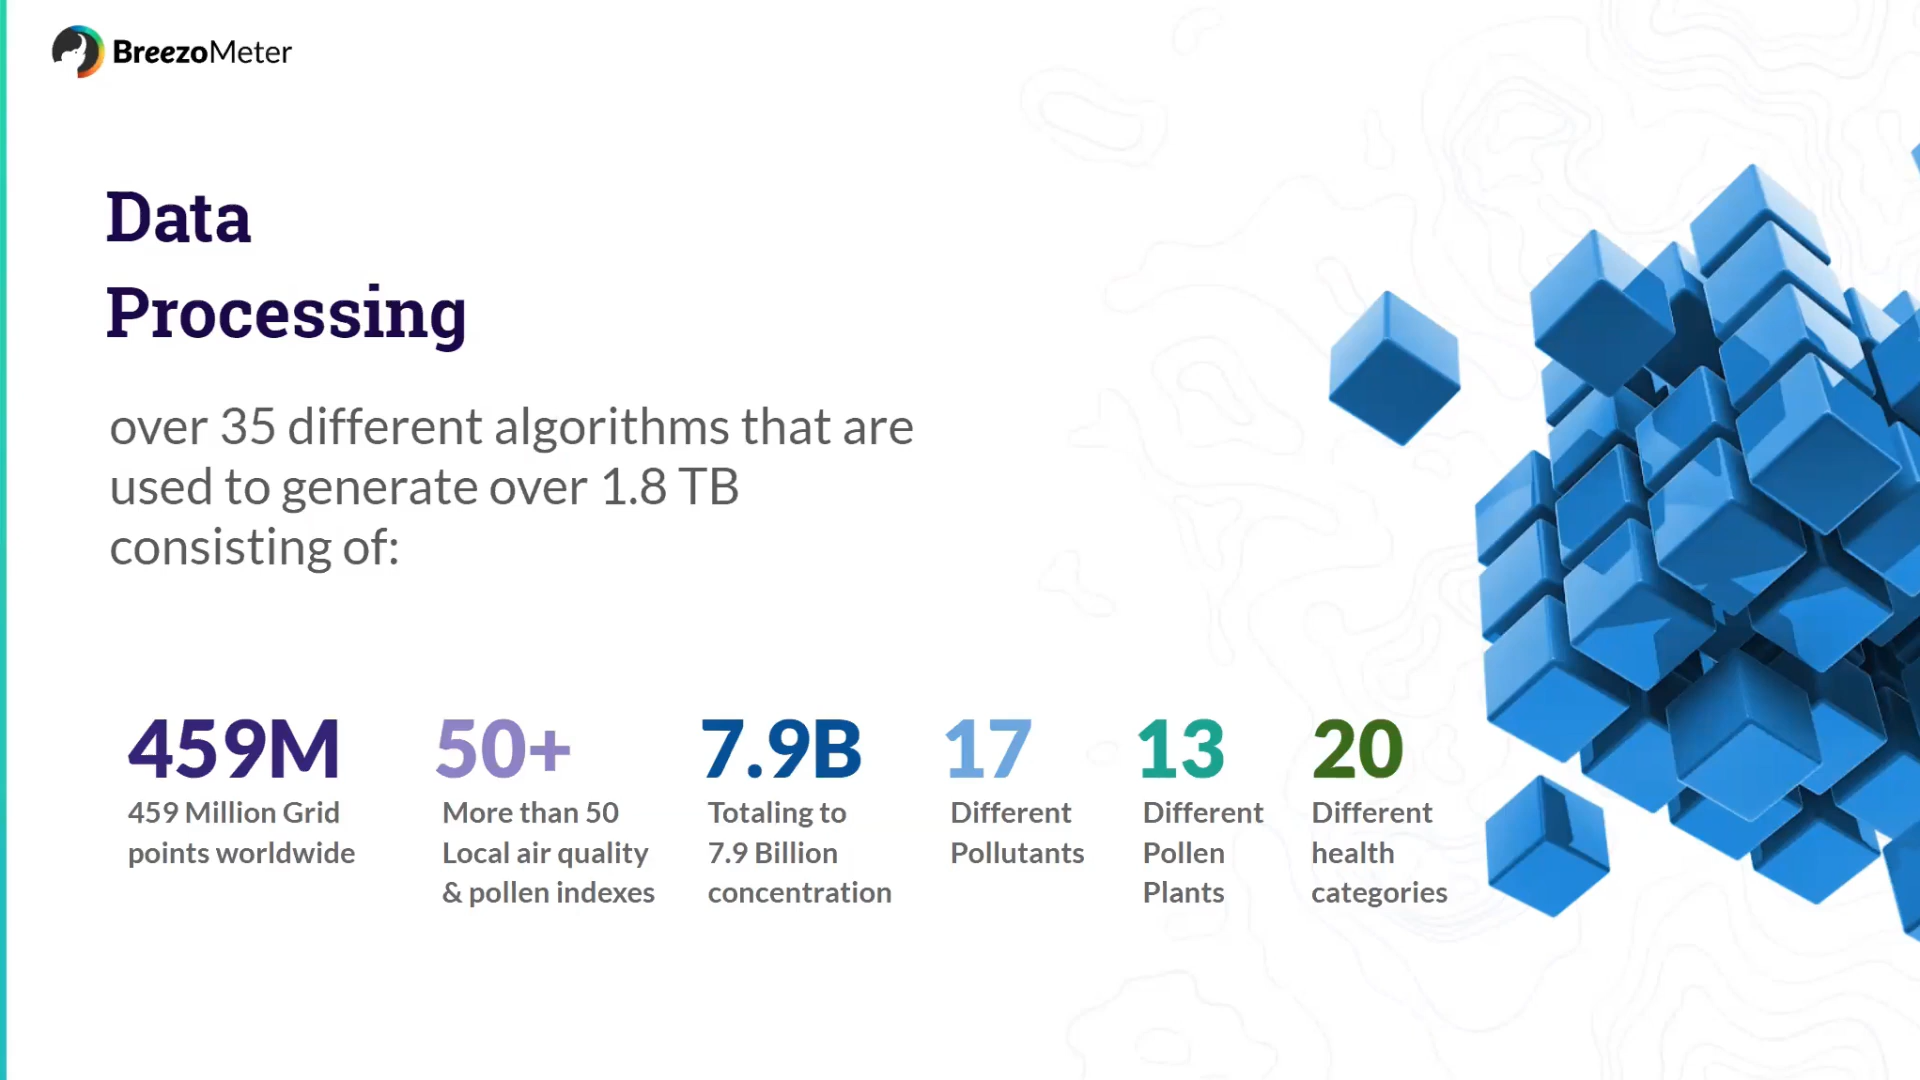 BreezoMeter
Data
Processing
over 35 different algorithms that are
used to generate over 1.8 TB
consisting of:
459M
459 Million Grid
points worldwide
50+
More than 50
Local air quality
& pollen indexes
7.9B
Totaling to
7.9 Billion
concentration
17
Different
Pollutants
13
Different
Pollen
Plants
20
Different
health
categories